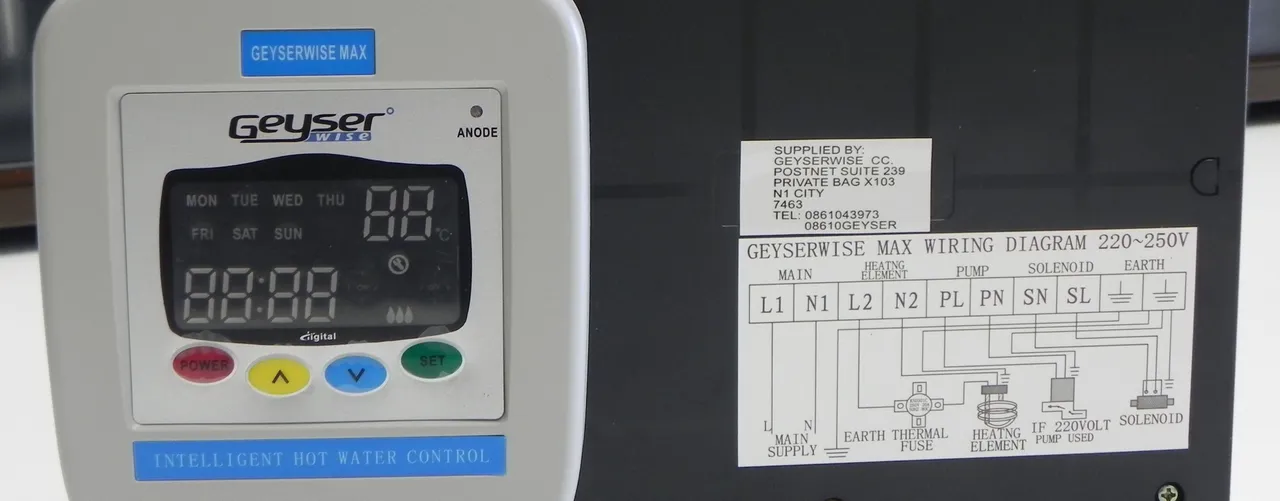 GEYSERWISE MAX
Geyser
wise
ANODE
MON TUE WED THU
88
°C
FRI SAT SUN
88:88
digital
POWER
SET
INTELLIGENT HOT WATER CONTROL
SUPPLIED BY:
GEYSERWISE CC.
POSTNET SUITE 239
PRIVATE BAG X103
N1 CITY
7463
TEL: 0861043973
08610GEYSER
GEYSERWISE MAX WIRING DIAGRAM 220~250V
MAIN
HEATNG
ELEMENT
PUMP
SOLENOID
EARTH
L1 N1 L2 N2 PL PN SN SL
L N
MAIN
SUPPLY
EARTH
THERMAL
FUSE
HEATNG
ELEMENT
IF 220VOLT
PUMP USED
SOLENOID